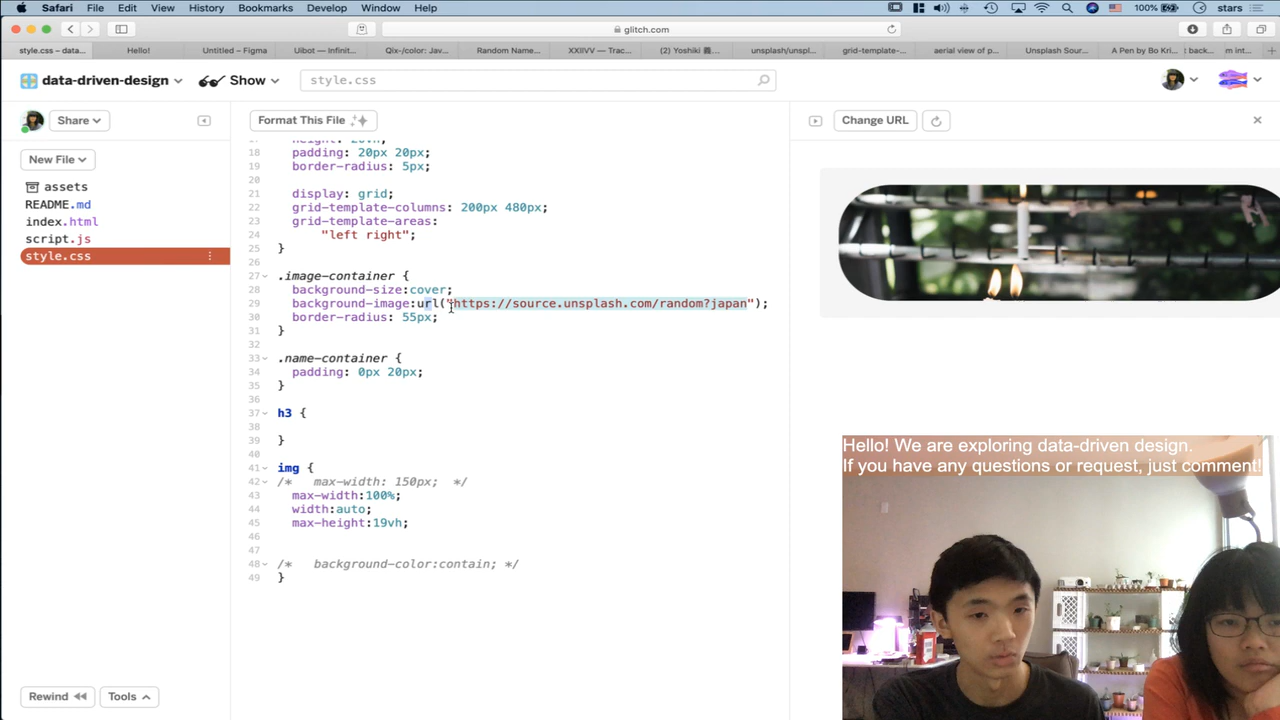 Safari File Edit View History Bookmarks Develop Window Help 100% stars
glitch.com
style.css – data... Hello! Untitled – Figma Uibot — Infinit... Qix-/color: Jav... Random Name... XXIIVV — Trac... unsplash/unspl... grid-template-... aerial view of p... Unsplash Sour... A Pen by Bo Kri...
data-driven-design Show style.css
Share Format This File Change URL
New File
assets
README.md
index.html
script.js
style.css
18 padding: 20px 20px;
19 border-radius: 5px;
20
21 display: grid;
22 grid-template-columns: 200px 480px;
23 grid-template-areas:
24 "left right";
25 }
26
27 .image-container {
28 background-size:cover;
29 background-image:url("https://source.unsplash.com/random?japan");
30 border-radius: 55px;
31 }
32
33 .name-container {
34 padding: 0px 20px;
35 }
36
37 h3 {
38
39 }
40
41 img {
42 /* max-width: 150px; */
43 max-width:100%;
44 width:auto;
45 max-height:19vh;
46
47
48 /* background-color:contain; */
49 }
Hello! We are exploring data-driven design.
If you have any questions or request, just comment!
Rewind Tools